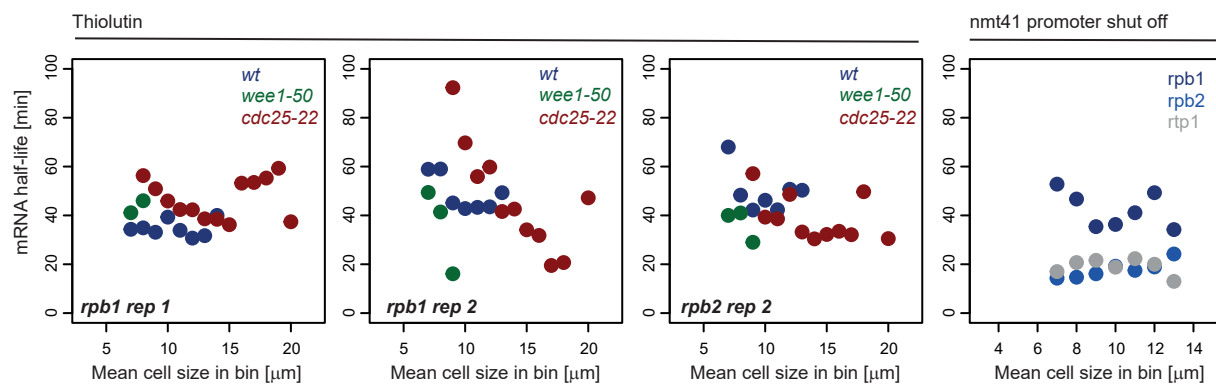 Thiolutin
nmt41 promoter shut off
mRNA half-life [min]
0 20 40 60 80 100
wt
wee1-50
cdc25-22
rpb1 rep 1
5 10 15 20
Mean cell size in bin [μm]
0 20 40 60 80 100
wt
wee1-50
cdc25-22
rpb1 rep 2
5 10 15 20
Mean cell size in bin [μm]
0 20 40 60 80 100
wt
wee1-50
cdc25-22
rpb2 rep 2
5 10 15 20
Mean cell size in bin [μm]
0 20 40 60 80 100
rpb1
rpb2
rtp1
4 6 8 10 12 14
Mean cell size in bin [μm]